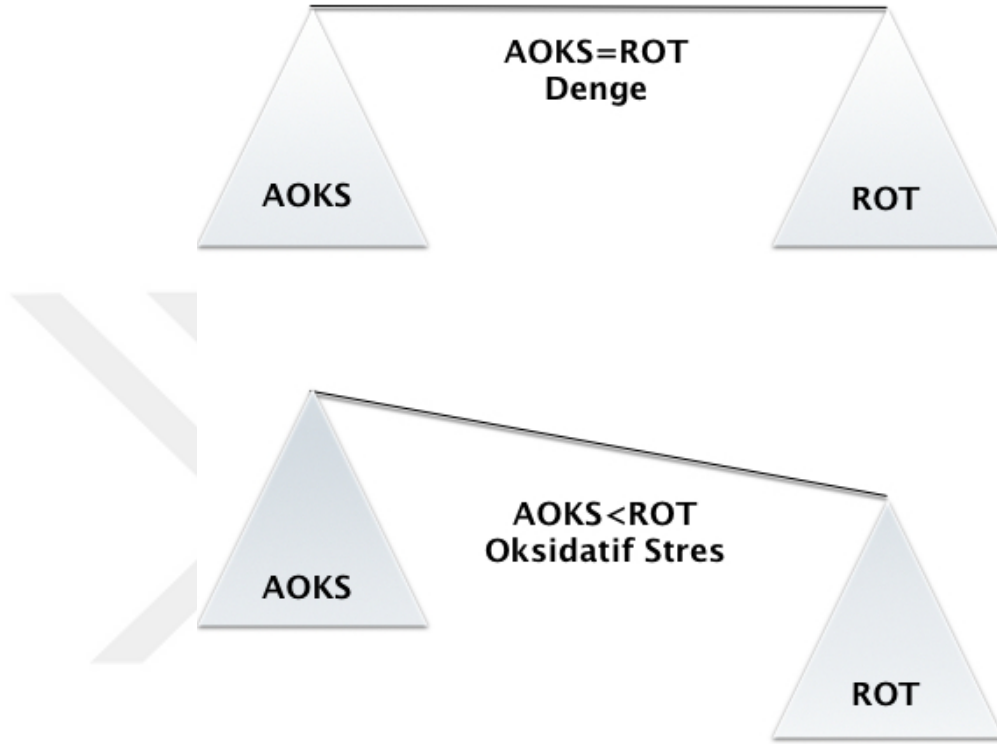 AOKS=ROT
Denge
AOKS
ROT
AOKS<ROT
Oksidatif Stres
AOKS
ROT